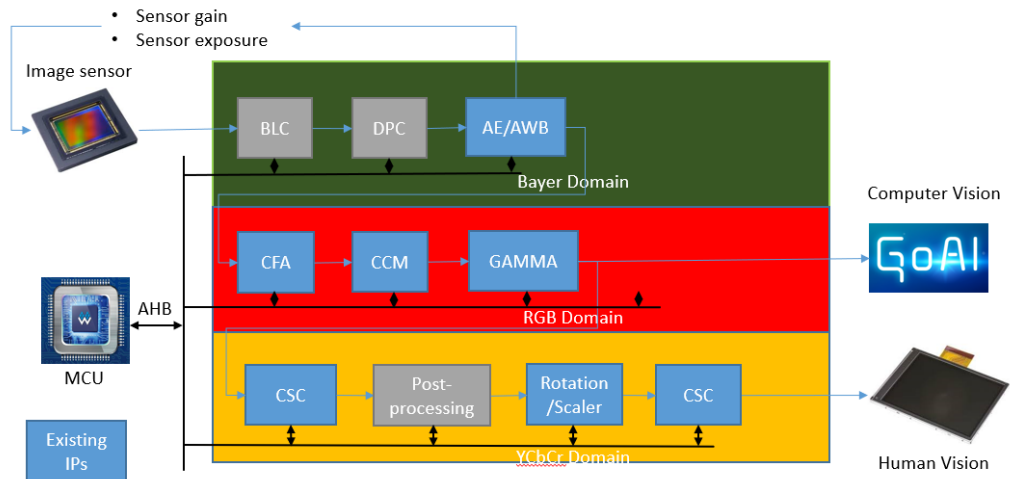 • Sensor gain
• Sensor exposure
Image sensor
BLC
DPC
AE/AWB
Bayer Domain
Computer Vision
CFA
CCM
GAMMA
GoAI
AHB
RGB Domain
MCU
CSC
Post-
processing
Rotation
/Scaler
CSC
Existing
IPs
YCbCr Domain
Human Vision